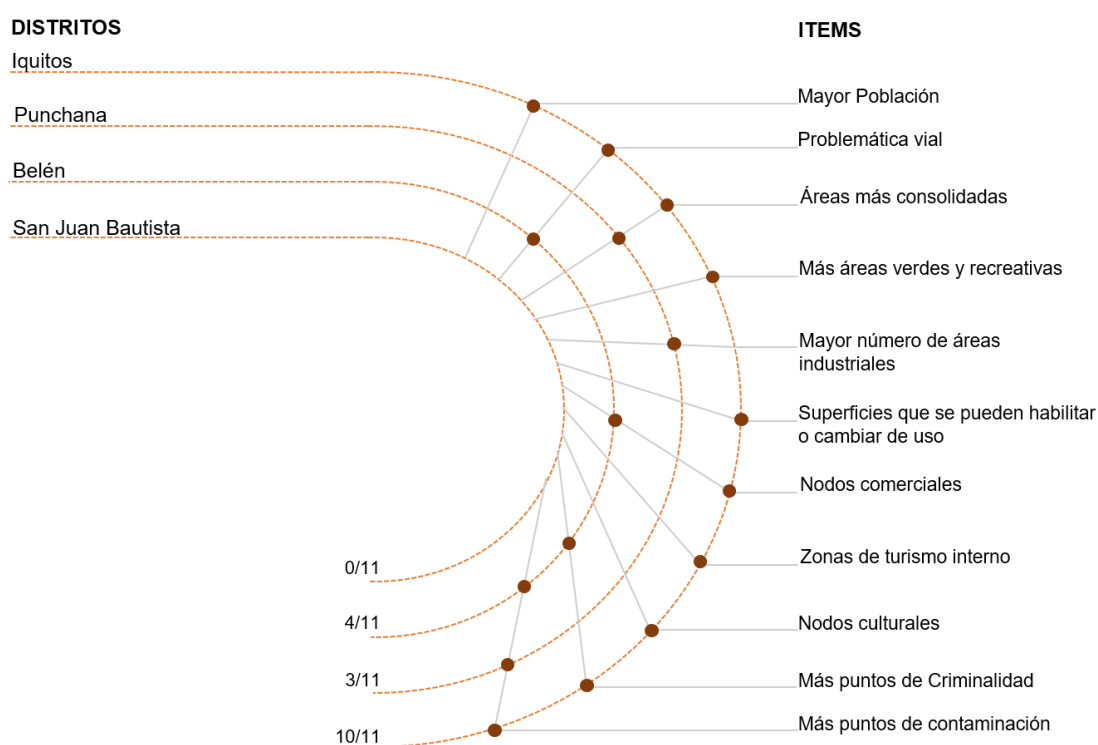 DISTRITOS
Iquitos
Punchana
Belén
San Juan Bautista
0/11
4/11
3/11
10/11
ITEMS
Mayor Población
Problemática vial
Áreas más consolidadas
Más áreas verdes y recreativas
Mayor número de áreas
industriales
Superficies que se pueden habilitar
o cambiar de uso
Nodos comerciales
Zonas de turismo interno
Nodos culturales
Más puntos de Criminalidad
Más puntos de contaminación